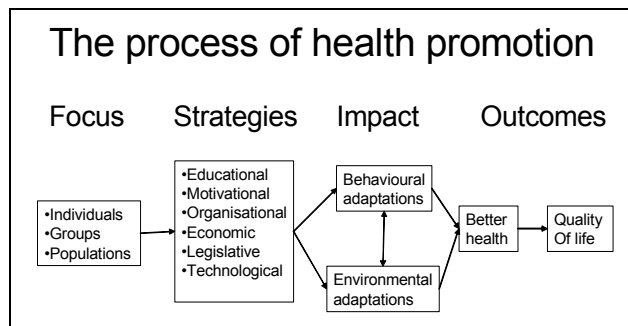 The process of health promotion
Focus
Strategies
Impact
Outcomes
•Individuals
•Groups
•Populations
•Educational
•Motivational
•Organisational
•Economic
•Legislative
•Technological
Behavioural
adaptations
Environmental
adaptations
Better
health
Quality
Of life